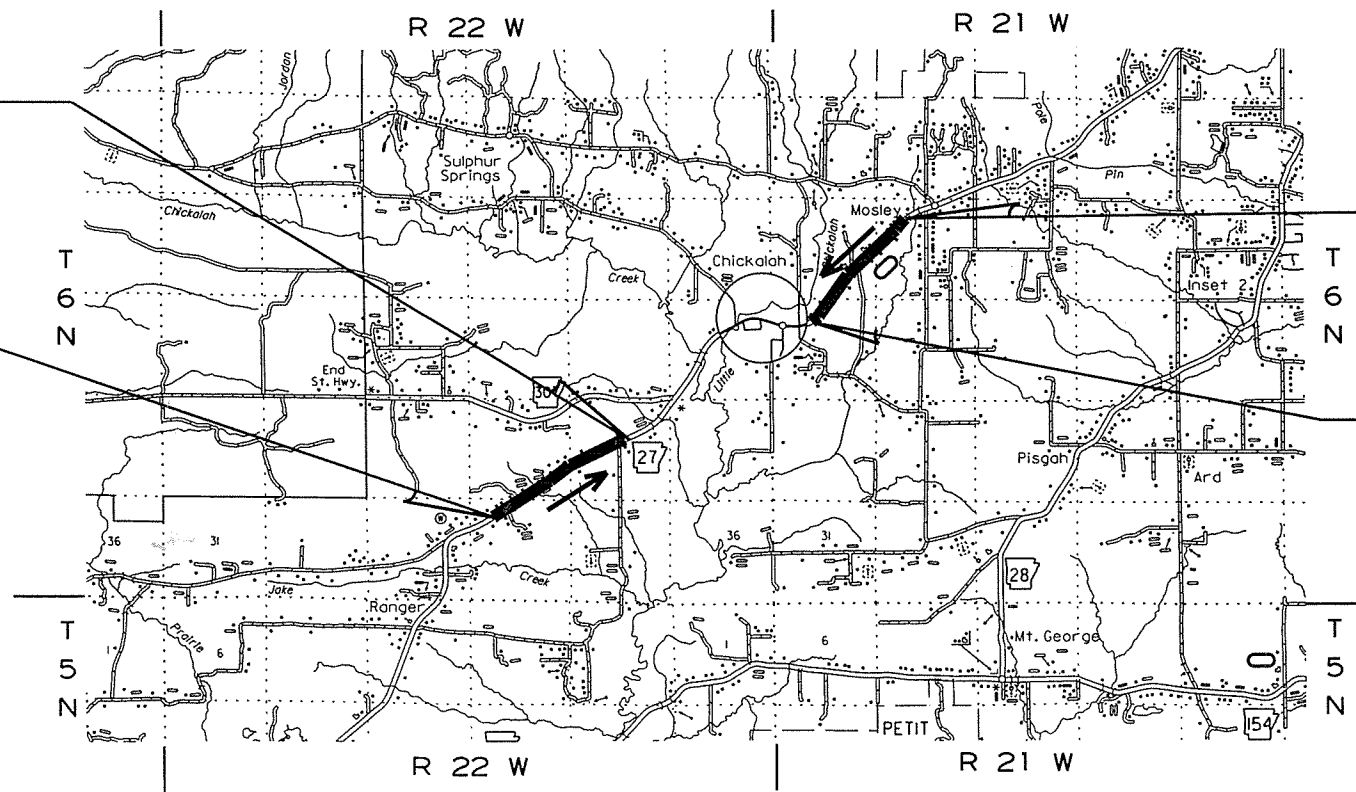 R 22 W
R 21 W
Jordan
Pole
Sulphur
Springs
Pin
Chickalah
Mosley
Chickalah
T
6
N
Chickalah
Creek
Inset 2
T
6
N
End
St. Hwy.
30
Little
27
Pisgah
Ard
36
31
36
31
28
Jake
Creek
Ranger
T
5
N
Prairie
6
1
6
Mt. George
T
5
N
PETIT
154
R 22 W
R 21 W